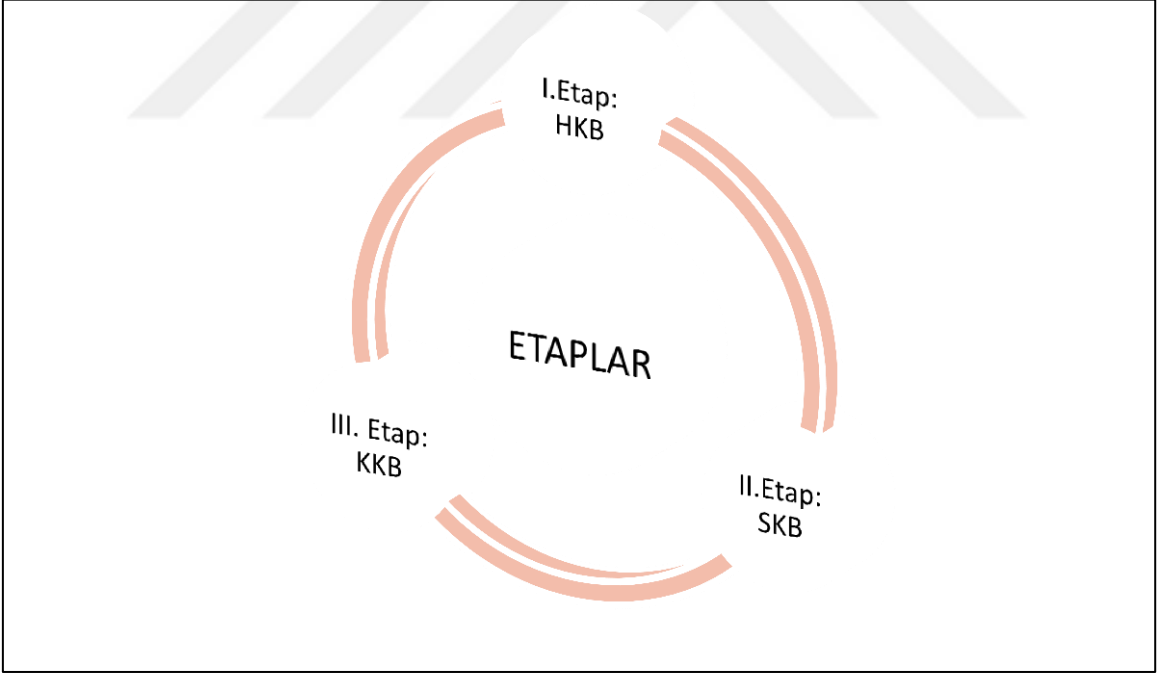 I.Etap:
HKB
ETAPLAR
III. Etap:
KKB
II.Etap:
SKB